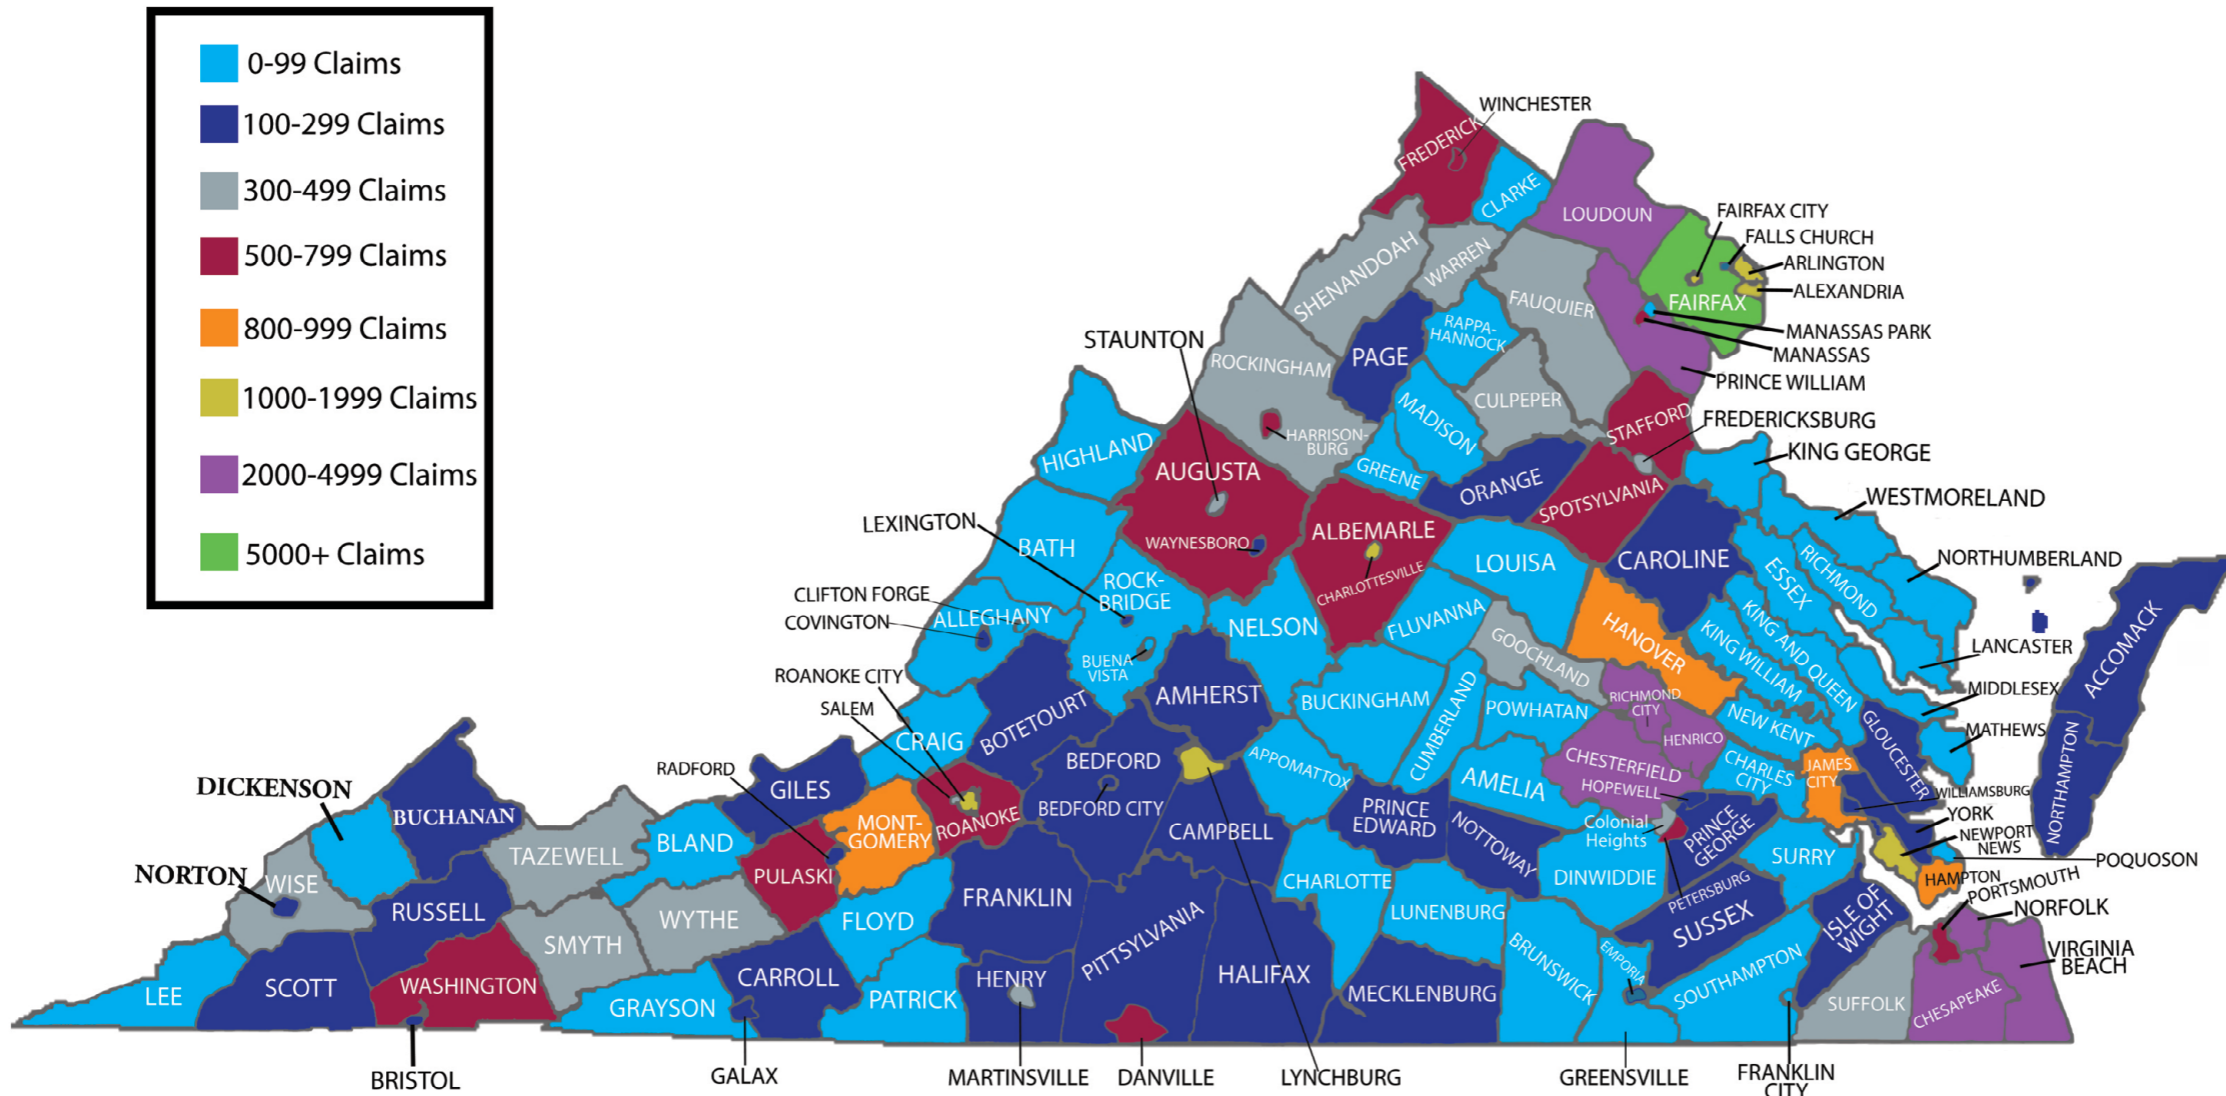 0-99 Claims
100-299 Claims
300-499 Claims
500-799 Claims
800-999 Claims
1000-1999 Claims
2000-4999 Claims
5000+ Claims
WINCHESTER
FREDERICK
CLARKE
LOUDOUN
FAIRFAX CITY
FALLS CHURCH
ARLINGTON
ALEXANDRIA
FAIRFAX
MANASSAS PARK
MANASSAS
PRINCE WILLIAM
SHENANDOAH
WARREN
FAUQUIER
RAPPA-
HANNOCK
PAGE
STAUNTON
ROCKINGHAM
HARRISON-
BURG
CULPEPER
MADISON
GREENE
STAFFORD
FREDERICKSBURG
KING GEORGE
WESTMORELAND
HIGHLAND
AUGUSTA
ORANGE
SPOTSYLVANIA
LEXINGTON
WAYNESBORO
ALBEMARLE
CHARLOTTESVILLE
LOUISA
CAROLINE
ESSEX
RICHMOND
NORTHUMBERLAND
BATH
ROCK-
BRIDGE
CLIFTON FORGE
COVINGTON
ALLEGHANY
NELSON
FLUVANNA
GOOCHLAND
HANOVER
KING WILLIAM
KING AND QUEEN
LANCASTER
MIDDLESEX
MATHEWS
ACCOMACK
NORTHAMPTON
BUENA
VISTA
ROANOKE CITY
SALEM
CRAIG
BOTETOURT
AMHERST
BUCKINGHAM
CUMBERLAND
POWHATAN
RICHMOND
CITY
HENRICO
CHESTERFIELD
HOPEWELL
NEW KENT
CHARLES
CITY
JAMES
CITY
GLOUCESTER
WILLIAMSBURG
YORK
NEWPORT
NEWS
POQUOSON
HAMPTON
PORTSMOUTH
NORFOLK
VIRGINIA
BEACH
RADFORD
GILES
BEDFORD
BEDFORD CITY
APPOMATTOX
AMELIA
Colonial
Heights
PRINCE
GEORGE
SURRY
DICKENSON
BUCHANAN
TAZEWELL
BLAND
MONT-
GOMERY
ROANOKE
CAMPBELL
PRINCE
EDWARD
NOTTOWAY
DINWIDDIE
PETERSBURG
SUSSEX
ISLE OF
WIGHT
NORTON
WISE
RUSSELL
PULASKI
WYTHE
SMYTH
FLOYD
FRANKLIN
PITTSYLVANIA
CHARLOTTE
LUNENBURG
BRUNSWICK
EMPORIA
SOUTHAMPTON
SUFFOLK
CHESAPEAKE
LEE
SCOTT
WASHINGTON
GRAYSON
CARROLL
PATRICK
HENRY
HALIFAX
MECKLENBURG
BRISTOL
GALAX
MARTINSVILLE
DANVILLE
LYNCHBURG
GREENSVILLE
FRANKLIN
CITY